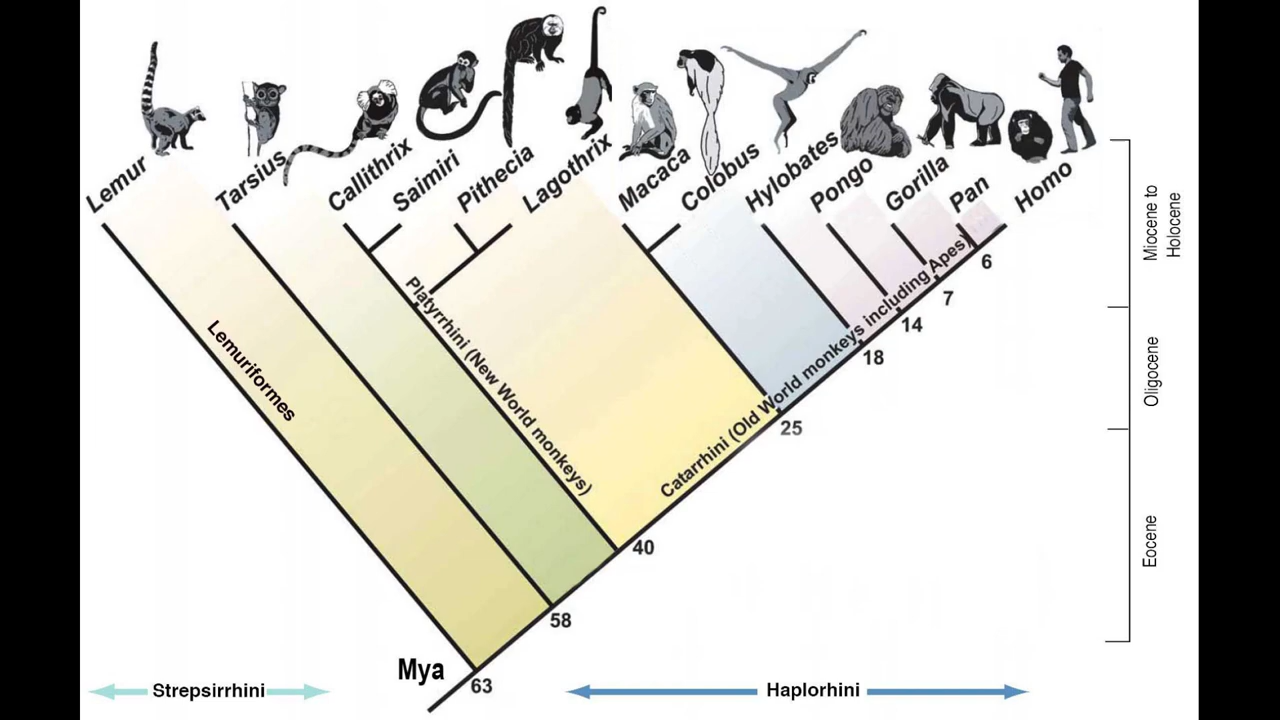 Lemur
Tarsius
Callithrix
Saimiri
Pithecia
Lagothrix
Macaca
Colobus
Hylobates
Pongo
Gorilla
Pan
Homo
Lemuriformes
Platyrrhini (New World monkeys)
Catarrhini (Old World monkeys including Apes)
6
7
14
18
25
40
58
63
Mya
Miocene to
Holocene
Oligocene
Eocene
Strepsirrhini
Haplorhini